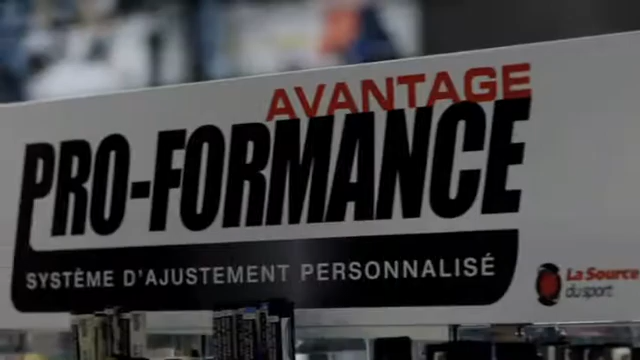 AVANTAGE
PRO-FORMANCE
SYSTÈME D'AJUSTEMENT PERSONNALISÉ
La Source
du sport